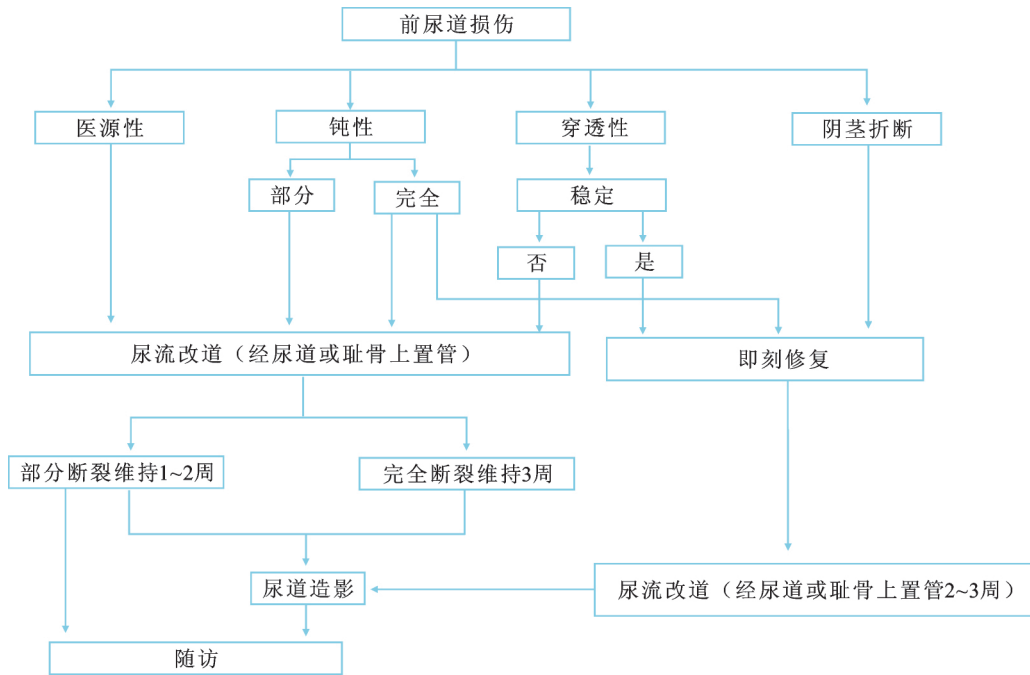 前尿道损伤
医源性
钝性
穿透性
阴茎折断
部分
完全
稳定
否
是
尿流改道（经尿道或耻骨上置管）
即刻修复
部分断裂维持1~2周
完全断裂维持3周
尿道造影
尿流改道（经尿道或耻骨上置管2~3周）
随访